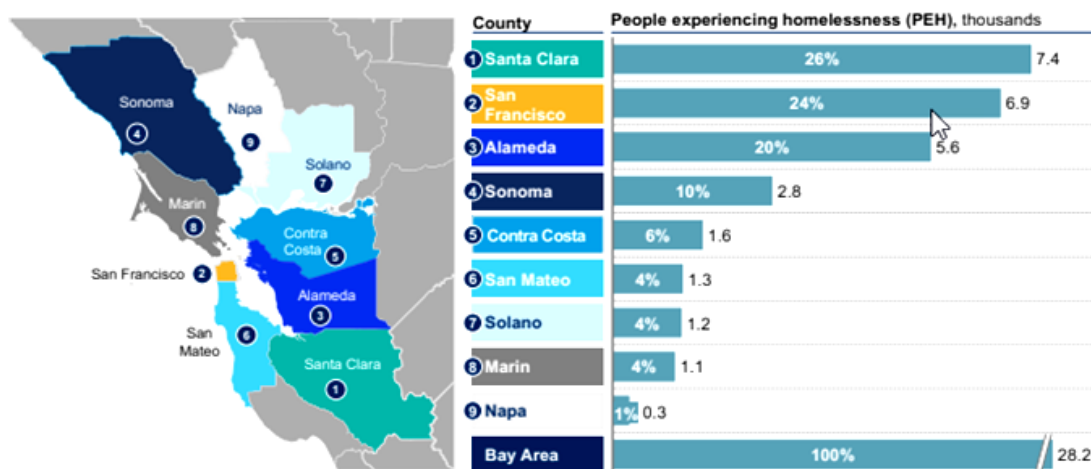 Sonoma
4
Napa
9
Solano
7
Marin
8
Contra
Costa
5
San Francisco 2
Alameda
3
San
Mateo
6
Santa Clara
1
County
People experiencing homelessness (PEH), thousands
1 Santa Clara 26% 7.4
2 San
Francisco 24% 6.9
3 Alameda 20% 5.6
4 Sonoma 10% 2.8
5 Contra Costa 6% 1.6
6 San Mateo 4% 1.3
7 Solano 4% 1.2
8 Marin 4% 1.1
9 Napa 1% 0.3
Bay Area 100% 28.2